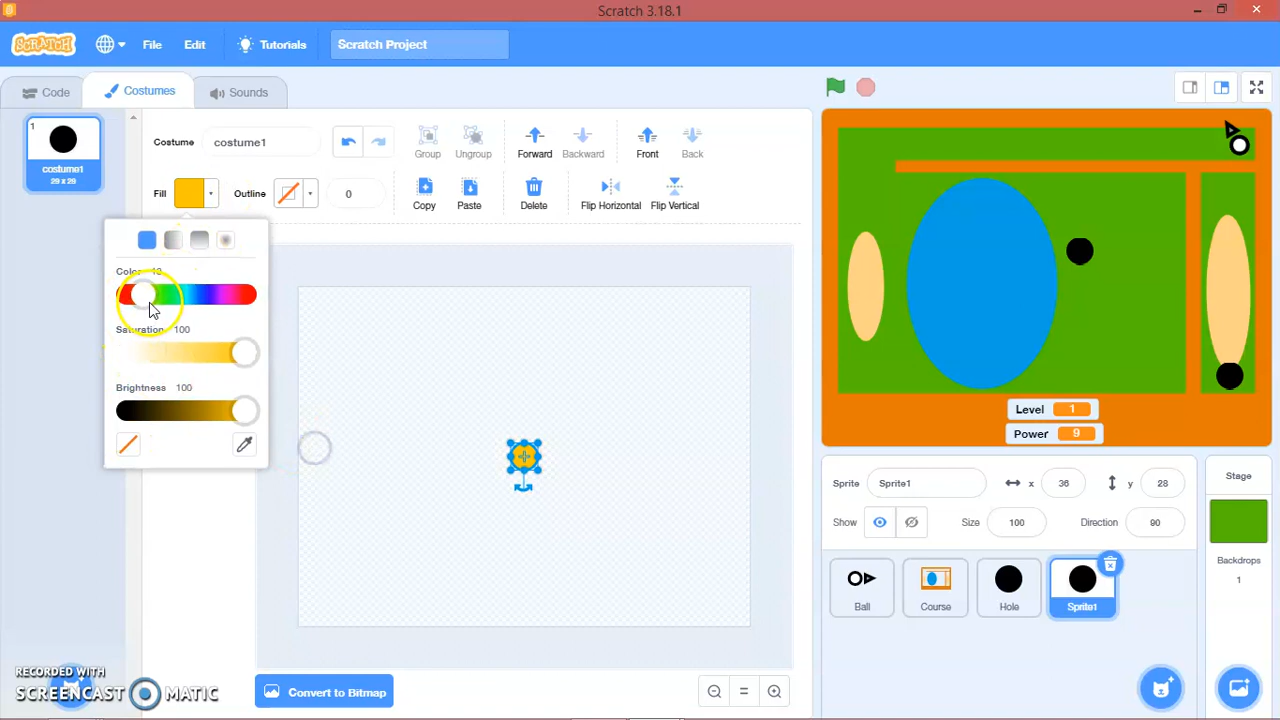 Scratch 3.18.1
SCRATCH File Edit Tutorials Scratch Project
Code Costumes Sounds
1
costume1
29 x 29
Costume costume1 Group Ungroup Forward Backward Front Back
Fill Outline 0 Copy Paste Delete Flip Horizontal Flip Vertical
Saturation 100
Brightness 100
Level 1
Power 9
Sprite Sprite1 x 36 y 28
Show Size 100 Direction 90
Stage
Backdrops
1
Ball Course Hole Sprite1
Convert to Bitmap
RECORDED WITH
SCREENCAST MATIC